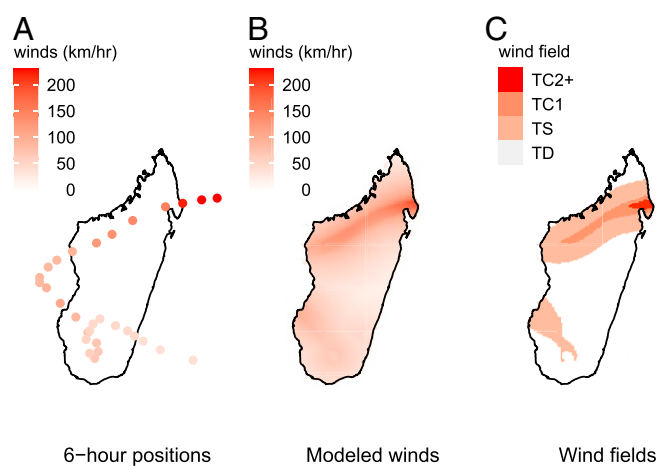 A
winds (km/hr)
200
150
100
50
0
6−hour positions
B
winds (km/hr)
200
150
100
50
0
Modeled winds
C
wind field
TC2+
TC1
TS
TD
Wind fields